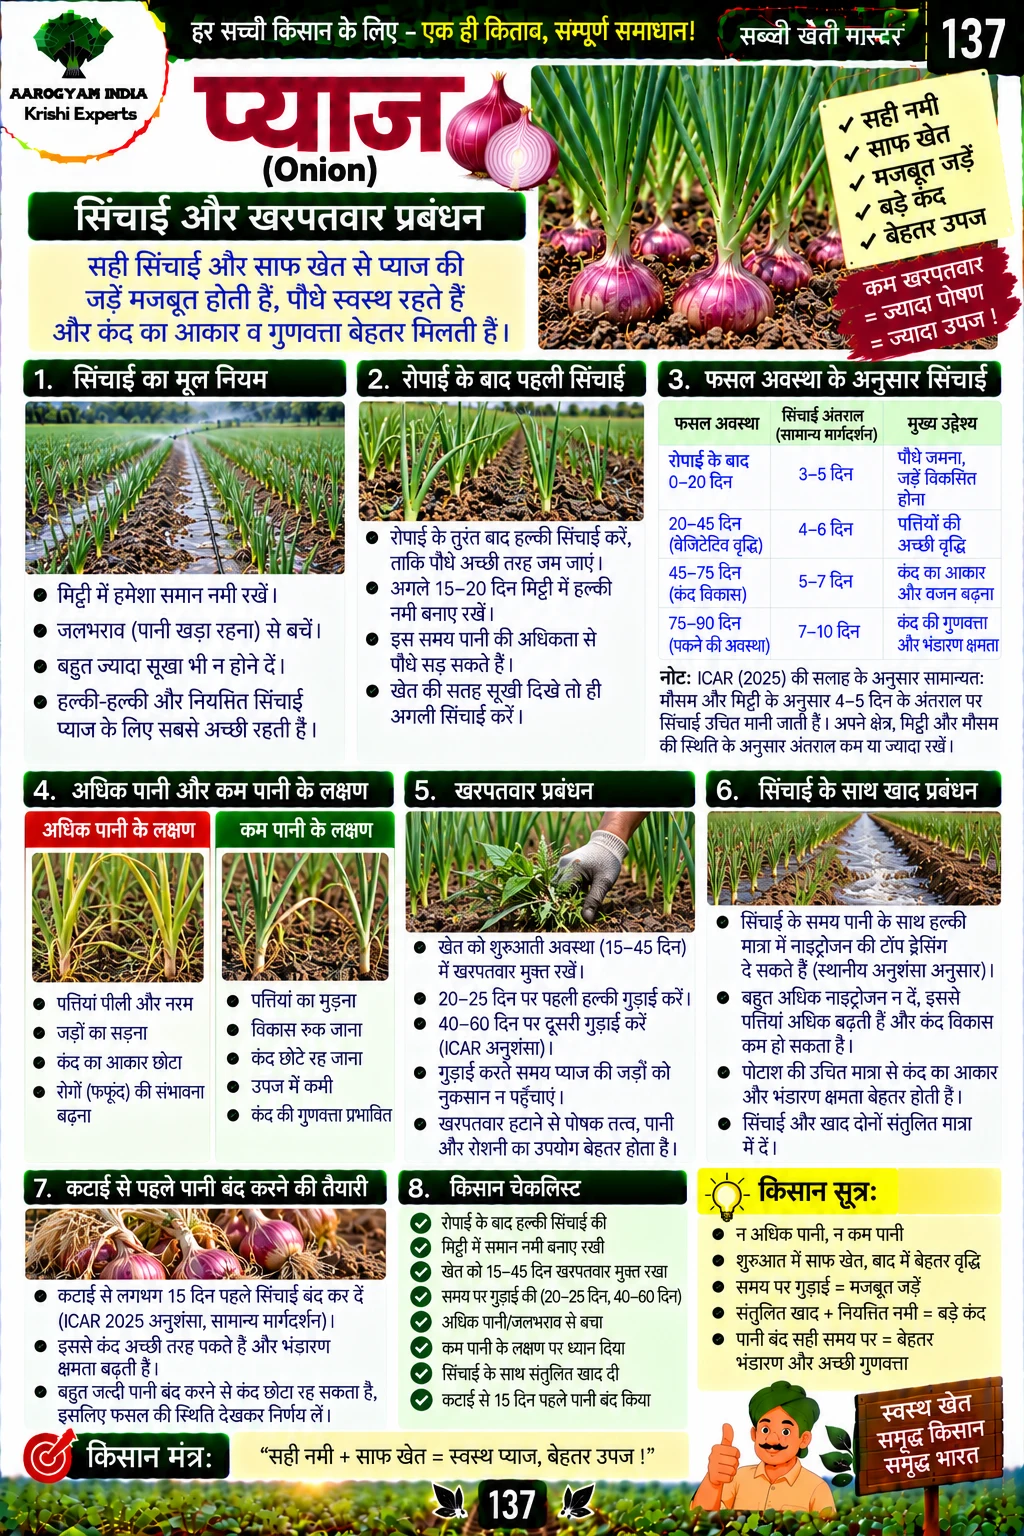 हर सच्ची किसान के लिए – एक ही किताब, सम्पूर्ण समाधान!
सब्जी खेती मास्टर
137
AAROGYAM INDIA
Krishi Experts
प्याज
(Onion)
सिंचाई और खरपतवार प्रबंधन
सही सिंचाई और साफ खेत से प्याज की
जड़ें मजबूत होती हैं, पौधे स्वस्थ रहते हैं
और कंद का आकार व गुणवत्ता बेहतर मिलती हैं।
✓ सही नमी
✓ साफ खेत
✓ मजबूत जड़ें
✓ बड़े कंद
✓ बेहतर उपज
कम खरपतवार
= ज्यादा पोषण
= ज्यादा उपज !
1. सिंचाई का मूल नियम
मिट्टी में हमेशा समान नमी रखें।
जलभराव (पानी खड़ा रहना) से बचें।
बहुत ज्यादा सूखा भी न होने दें।
हल्की-हल्की और नियमित सिंचाई
प्याज के लिए सबसे अच्छी रहती है।
2. रोपाई के बाद पहली सिंचाई
रोपाई के तुरंत बाद हल्की सिंचाई करें,
ताकि पौधे अच्छी तरह जम जाएं।
अगले 15–20 दिन मिट्टी में हल्की
नमी बनाए रखें।
इस समय पानी की अधिकता से
पौधे सड़ सकते हैं।
खेत की सतह सूखी दिखे तो ही
अगली सिंचाई करें।
3. फसल अवस्था के अनुसार सिंचाई
फसल अवस्था
सिंचाई अंतराल
(सामान्य मार्गदर्शन)
मुख्य उद्देश्य
रोपाई के बाद
0–20 दिन
3–5 दिन
पौधे जमना,
जड़ें विकसित
होना
20–45 दिन
(वेजिटेटिव वृद्धि)
4–6 दिन
पत्तियों की
अच्छी वृद्धि
45–75 दिन
(कंद विकास)
5–7 दिन
कंद का आकार
और वजन बढ़ना
75–90 दिन
(पकने की अवस्था)
7–10 दिन
कंद की गुणवत्ता
और भंडारण क्षमता
नोट: ICAR (2025) की सलाह के अनुसार सामान्यत:
मौसम और मिट्टी के अनुसार 4–5 दिन के अंतराल पर
सिंचाई उचित मानी जाती हैं। अपने क्षेत्र, मिट्टी और मौसम
की स्थिति के अनुसार अंतराल कम या ज्यादा रखें।
4. अधिक पानी और कम पानी के लक्षण
अधिक पानी के लक्षण
पत्तियां पीली और नरम
जड़ों का सड़ना
कंद का आकार छोटा
रोगों (फफूंद) की संभावना
बढ़ना
कम पानी के लक्षण
पत्तियां का मुड़ना
विकास रुक जाना
कंद छोटे रह जाना
उपज में कमी
कंद की गुणवत्ता प्रभावित
5. खरपतवार प्रबंधन
खेत को शुरुआती अवस्था (15–45 दिन)
में खरपतवार मुक्त रखें।
20–25 दिन पर पहली हल्की गुड़ाई करें।
40–60 दिन पर दूसरी गुड़ाई करें
(ICAR अनुशंसा)।
गुड़ाई करते समय प्याज की जड़ों को
नुकसान न पहुँचाएं।
खरपतवार हटाने से पोषक तत्व, पानी
और रोशनी का उपयोग बेहतर होता है।
6. सिंचाई के साथ खाद प्रबंधन
सिंचाई के समय पानी के साथ हल्की
मात्रा में नाइट्रोजन की टॉप ड्रेसिंग
दे सकते हैं (स्थानीय अनुशंसा अनुसार)।
बहुत अधिक नाइट्रोजन न दें, इससे
पत्तियां अधिक बढ़ती हैं और कंद विकास
कम हो सकता है।
पोटाश की उचित मात्रा से कंद का आकार
और भंडारण क्षमता बेहतर होती हैं।
सिंचाई और खाद दोनों संतुलित मात्रा
में दें।
7. कटाई से पहले पानी बंद करने की तैयारी
कटाई से लगभग 15 दिन पहले सिंचाई बंद कर दें
(ICAR 2025 अनुशंसा, सामान्य मार्गदर्शन)।
इससे कंद अच्छी तरह पकते हैं और भंडारण
क्षमता बढ़ती हैं।
बहुत जल्दी पानी बंद करने से कंद छोटा रह सकता है,
इसलिए फसल की स्थिति देखकर निर्णय लें।
8. किसान चेकलिस्ट
रोपाई के बाद हल्की सिंचाई की
मिट्टी में समान नमी बनाए रखी
खेत को 15–45 दिन खरपतवार मुक्त रखा
समय पर गुड़ाई की (20–25 दिन, 40–60 दिन)
अधिक पानी/जलभराव से बचा
कम पानी के लक्षण पर ध्यान दिया
सिंचाई के साथ संतुलित खाद दी
कटाई से 15 दिन पहले पानी बंद किया
किसान सूत्र:
न अधिक पानी, न कम पानी
शुरुआत में साफ खेत, बाद में बेहतर वृद्धि
समय पर गुड़ाई = मजबूत जड़ें
संतुलित खाद + नियत्तित नमी = बड़े कंद
पानी बंद सही समय पर = बेहतर
भंडारण और अच्छी गुणवत्ता
किसान मंत्र:
“सही नमी + साफ खेत = स्वस्थ प्याज, बेहतर उपज !”
स्वस्थ खेत
समृद्ध किसान
समृद्ध भारत
137